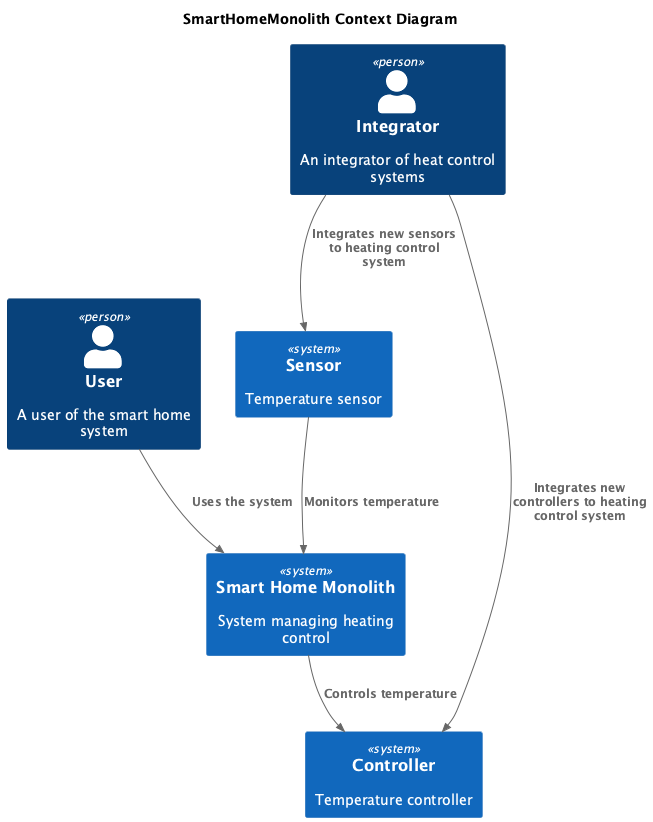 SmartHomeMonolith Context Diagram
«person»
Integrator
An integrator of heat control
systems
Integrates new sensors
to heating control
system
«person»
User
A user of the smart home
system
«system»
Sensor
Temperature sensor
Uses the system
Monitors temperature
Integrates new
controllers to heating
control system
«system»
Smart Home Monolith
System managing heating
control
Controls temperature
«system»
Controller
Temperature controller